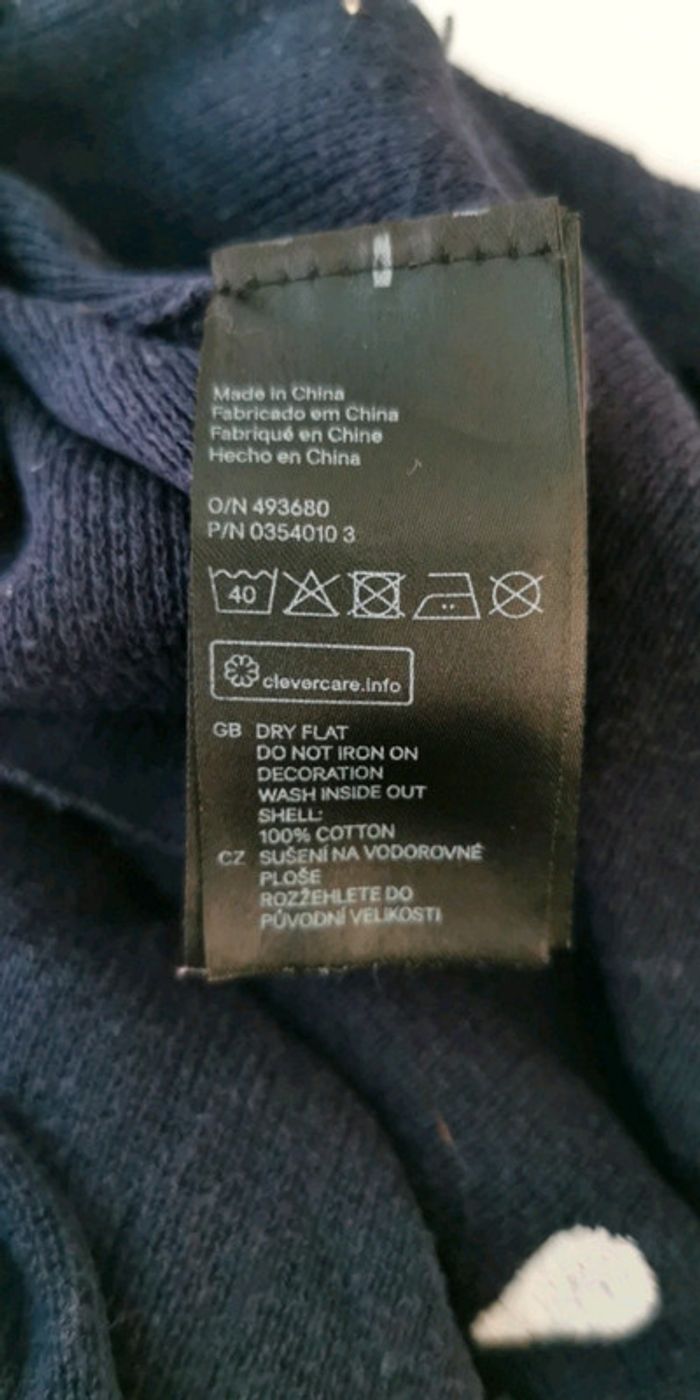 Made in China
Fabricado em China
Fabriqué en Chine
Hecho en China
O/N 493680
P/N 0354010 3
40
clevercare.info
GB DRY FLAT
DO NOT IRON ON
DECORATION
WASH INSIDE OUT
SHELL:
100% COTTON
CZ SUŠENÍ NA VODOROVNÉ
PLOŠE
ROZŽEHLETE DO
PŮVODNÍ VELIKOSTI